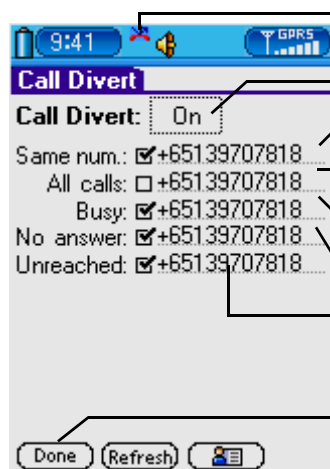 9:41 GPRS
Call Divert
Call Divert: On
Same num.: +65139707818
All calls: +65139707818
Busy: +65139707818
No answer: +65139707818
Unreached: +65139707818
Done Refresh